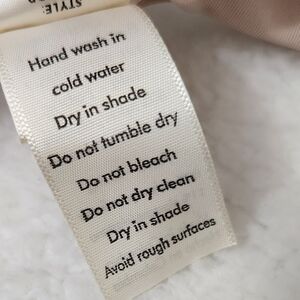 STYLE:
Hand wash in
cold water
Dry in shade
Do not tumble dry
Do not bleach
Do not dry clean
Dry in shade
Avoid rough surfaces